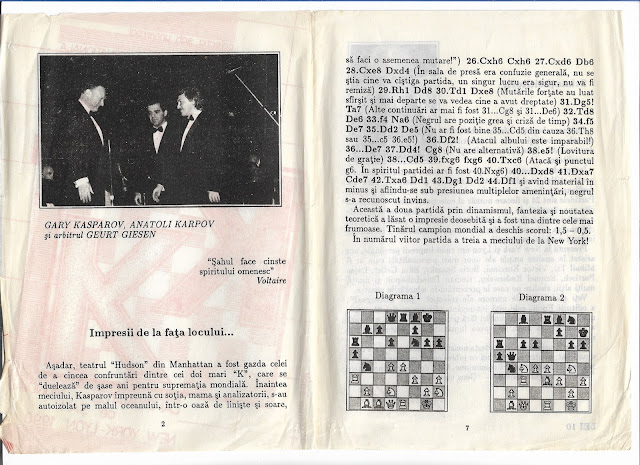 GARY KASPAROV, ANATOLI KARPOV
și arbitrul GEURT GIESEN
"Șahul face cinste
spiritului omenesc"
Voltaire
Impresii de la fața locului...
Așadar, teatrul "Hudson" din Manhattan a fost gazda celei
de a cincea confruntări dintre cei doi mari "K", care se
"duelează" de șase ani pentru supremația mondială. Înaintea
meciului, Kasparov împreună cu soția, mama și analizatorii, s-au
autoizolat pe malul oceanului, într-o oază de liniște și soare,
2
să faci o asemenea mutare!") 26.Cxh6 Cxh6 27.Cxd6 Db6
28.Cxe8 Dxd4 (În sala de presă era confuzie generală, nu se
știa cine va cîștiga partida, un singur lucru era sigur, nu va fi
remiză) 29.Rh1 Dd8 30.Td1 Dxe8 (Mutările forțate au luat
sfîrșit și mai departe se va vedea cine a avut dreptate) 31.Dg5!
Ta7 (Alte continuări ar mai fi fost 31...Cg8 și 31...De6) 32.Td8
De6 33.f4 Na6 (Negrul are poziție grea și criză de timp) 34.f5
De7 35.Dd2 De5 (Nu ar fi fost bine 35...Cd5 din cauza 36.Th8
sau 35...c5 36.e5!) 36.Df2! (Atacul albului este imparabil!)
36...De7 37.Dd4! Cg8 (Nu are alternativă) 38.e5! (Lovitura
de grație) 38...Cd5 39.fxg6 fxg6 40.Txc6 (Atacă și punctul
g6. În spiritul partidei ar fi fost 40.Nxg6) 40...Dxd8 41.Dxa7
Cde7 42.Txa6 Dd1 43.Dg1 Dd2 44.Df1 și avînd material în
minus și aflîndu-se sub presiunea multiplelor amenințări, negrul
s-a recunoscut învins.
Această a doua partidă prin dinamismul, fantezia și noutatea
teoretică a lăsat o impresie deosebită și a fost una dintre cele mai
frumoase. Tînărul campion mondial a deschis scorul: 1,5 – 0,5.
În numărul viitor partida a treia a meciului de la New York!
Diagrama 1
Diagrama 2
7